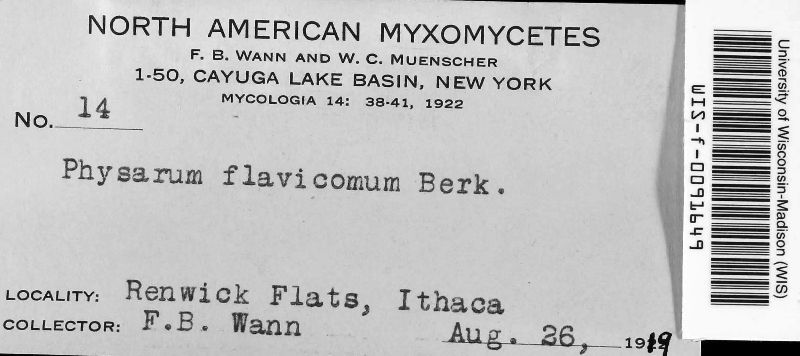 NORTH AMERICAN MYXOMYCETES
F. B. WANN AND W. C. MUENSCHER
1-50, CAYUGA LAKE BASIN, NEW YORK
MYCOLOGIA 14: 38-41, 1922
No. 14
Physarum flavicomum Berk.
LOCALITY: Renwick Flats, Ithaca
COLLECTOR: F.B. Wann Aug. 26, 1919
University of Wisconsin-Madison (WIS)
WIS-f-0091649